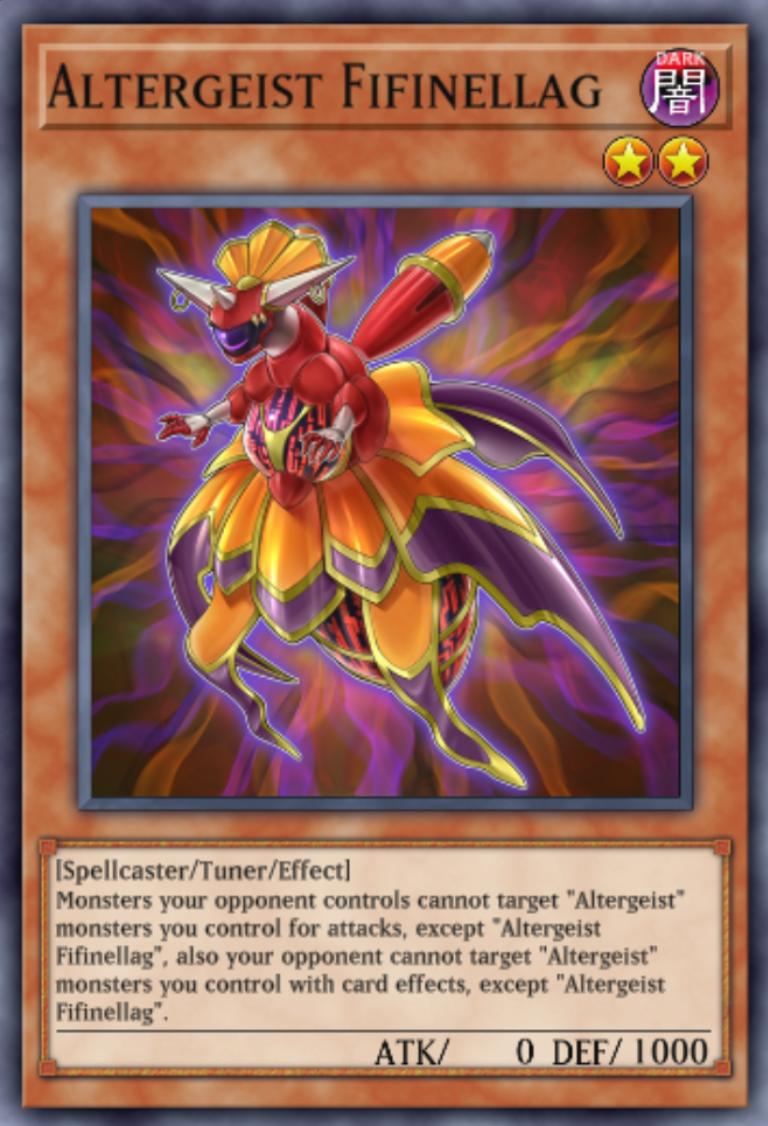 Altergeist Fifinellag
DARK
闇
[Spellcaster/Tuner/Effect]
Monsters your opponent controls cannot target "Altergeist"
monsters you control for attacks, except "Altergeist
Fifinellag", also your opponent cannot target "Altergeist"
monsters you control with card effects, except "Altergeist
Fifinellag".
ATK/ 0 DEF/ 1000